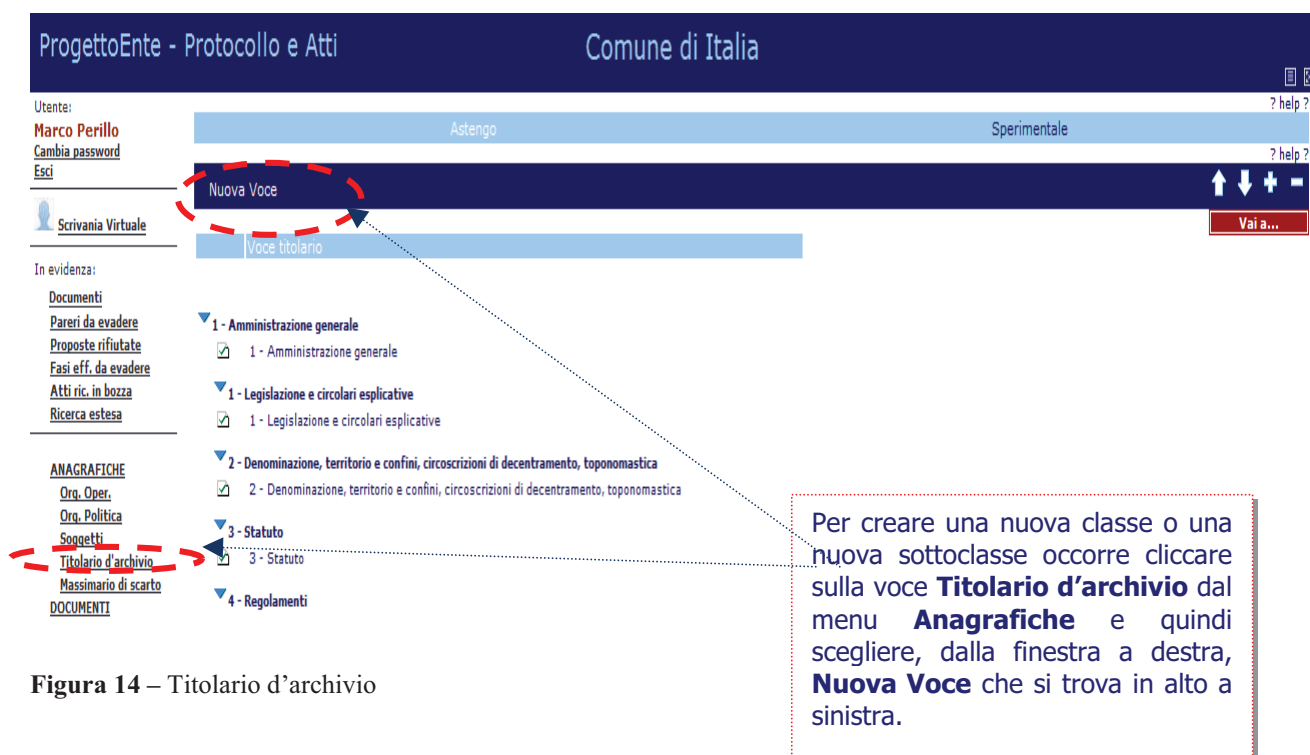 ProgettoEnte - Protocollo e Atti
Comune di Italia
? help ?
Utente:
Marco Perillo
Cambia password
Esci
Astengo
Sperimentale
? help ?
Nuova Voce
Vai a...
Scrivania Virtuale
Voce titolario
In evidenza:
Documenti
Pareri da evadere
Proposte rifiutate
Fasi eff. da evadere
Atti ric. in bozza
Ricerca estesa
ANAGRAFICHE
Org. Oper.
Org. Politica
Soggetti
Titolario d'archivio
Massimario di scarto
DOCUMENTI
1 - Amministrazione generale
1 - Amministrazione generale
1 - Legislazione e circolari esplicative
1 - Legislazione e circolari esplicative
2 - Denominazione, territorio e confini, circoscrizioni di decentramento, toponomastica
2 - Denominazione, territorio e confini, circoscrizioni di decentramento, toponomastica
3 - Statuto
3 - Statuto
4 - Regolamenti
Per creare una nuova classe o una
nuova sottoclasse occorre cliccare
sulla voce Titolario d’archivio dal
menu Anagrafiche e quindi
scegliere, dalla finestra a destra,
Nuova Voce che si trova in alto a
sinistra.
Figura 14 – Titolario d’archivio